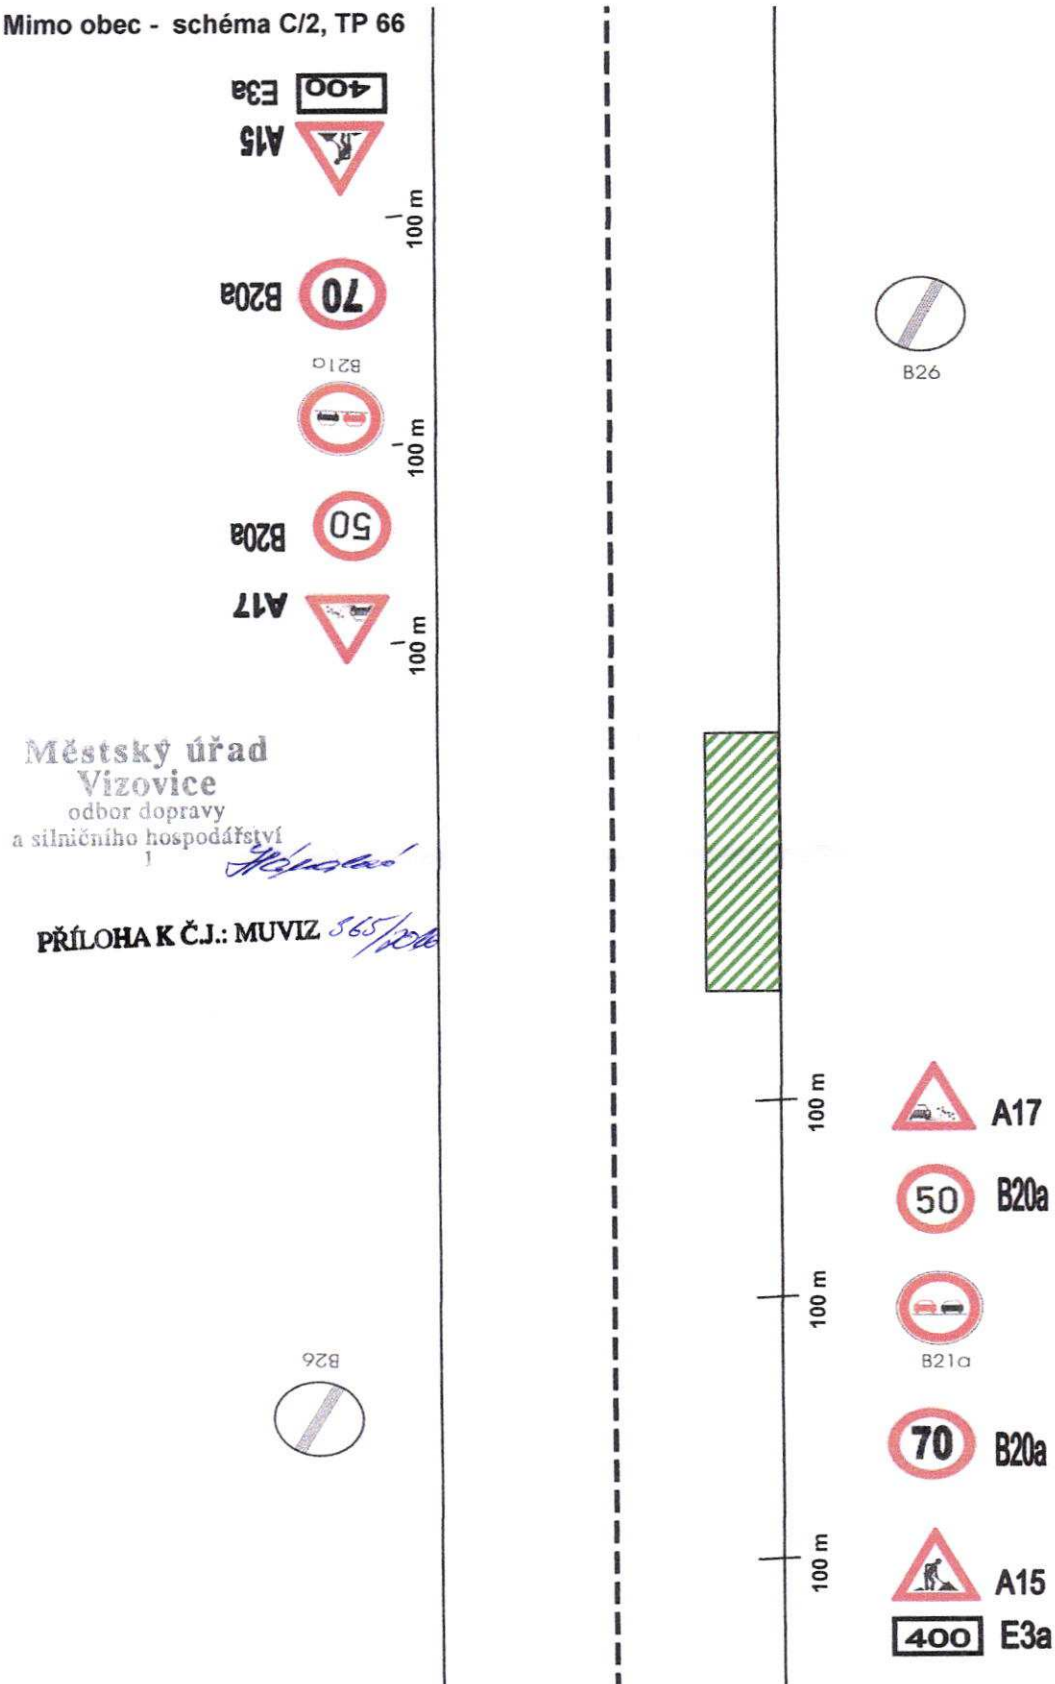 Mimo obec - schéma C/2, TP 66
400
E3a
A15
100 m
70
B20a
B21a
100 m
50
B20a
A17
100 m
B26
Městský úřad
Vizovice
odbor dopravy
a silničního hospodářství
1
PŘÍLOHA K Č.J.: MUVIZ 365/
100 m
A17
50
B20a
100 m
B21a
B26
70
B20a
100 m
A15
400
E3a